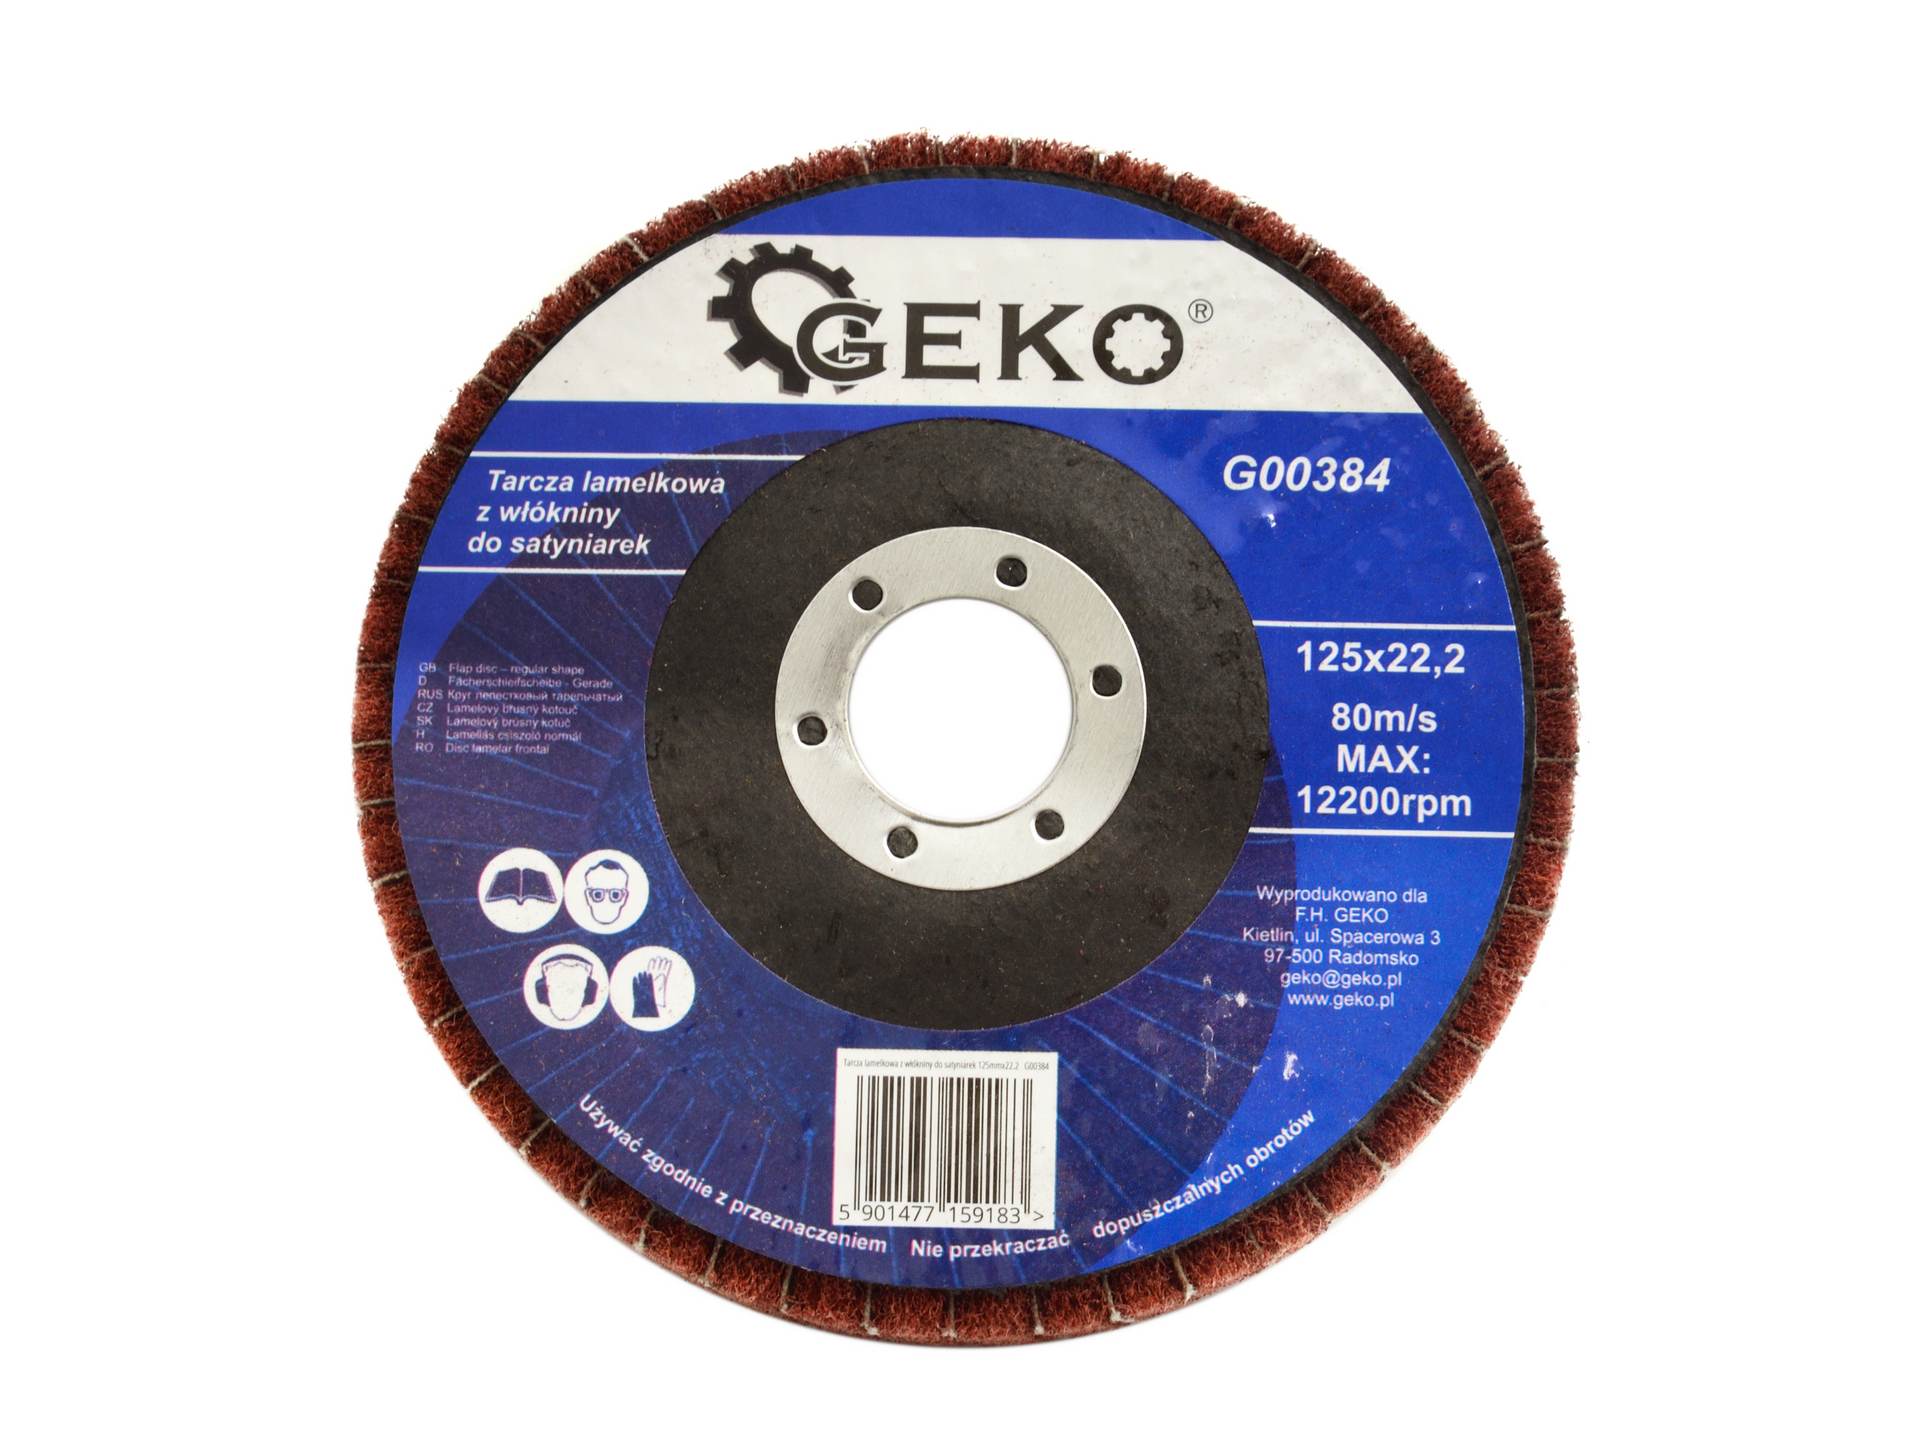 GEKO®
G00384
Tarcza lamelkowa
z włókniny
do satyniarek
125x22,2
80m/s
MAX:
12200rpm
GB Flap disc – regular shape
D Fächerschleifscheibe - Gerade
RUS Круг лепестковый тарельчатый
CZ Lamelový brusný kotouč
SK Lamelový brúsny kotúč
H Lamellás csiszoló normál
RO Disc lamelar frontal
Wyprodukowano dla
F.H. GEKO
Kietlin, ul. Spacerowa 3
97-500 Radomsko
geko@geko.pl
www.geko.pl
Tarcza lamelkowa z włókniny do satyniarek 125mmx22.2 G00384
5 901477 159183 >
Używać zgodnie z przeznaczeniem Nie przekraczać dopuszczalnych obrotów